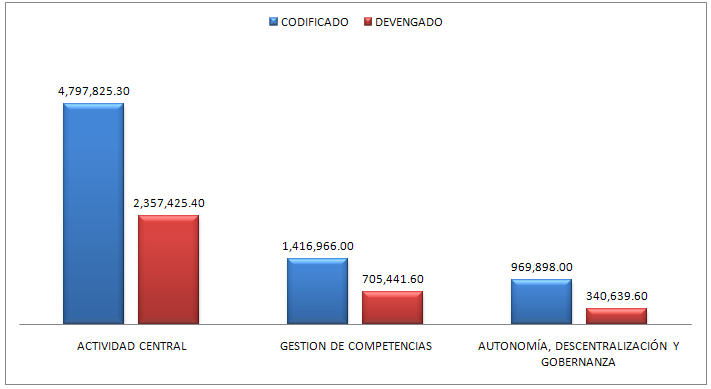 CODIFICADO DEVENGADO
4,797,825.30
2,357,425.40
1,416,966.00
705,441.60
969,898.00
340,639.60
ACTIVIDAD CENTRAL GESTION DE COMPETENCIAS AUTONOMÍA, DESCENTRALIZACIÓN Y
GOBERNANZA